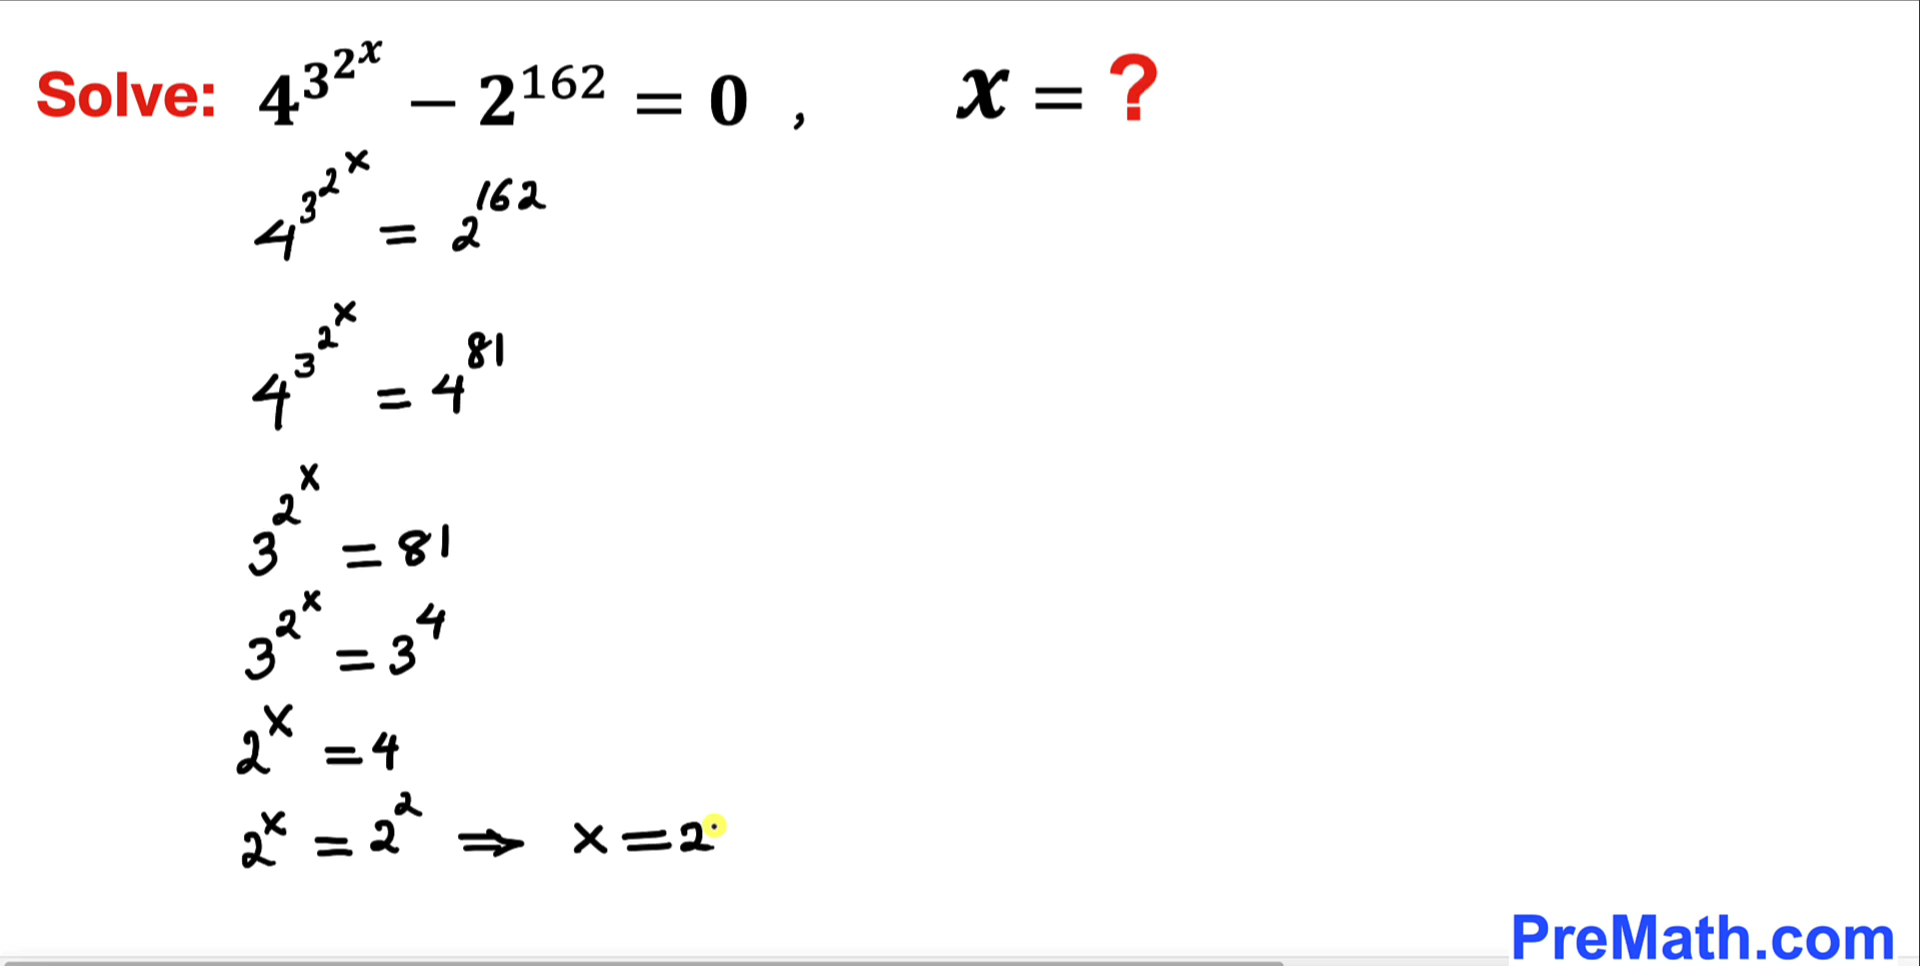 Solve: 4^{3^{2^x}} − 2^{162} = 0 , x = ?
4^{3^{2^x}} = 2^{162}
4^{3^{2^x}} = 4^{81}
3^{2^x} = 81
3^{2^x} = 3^4
2^x = 4
2^x = 2^2 ⇒ x = 2
PreMath.com